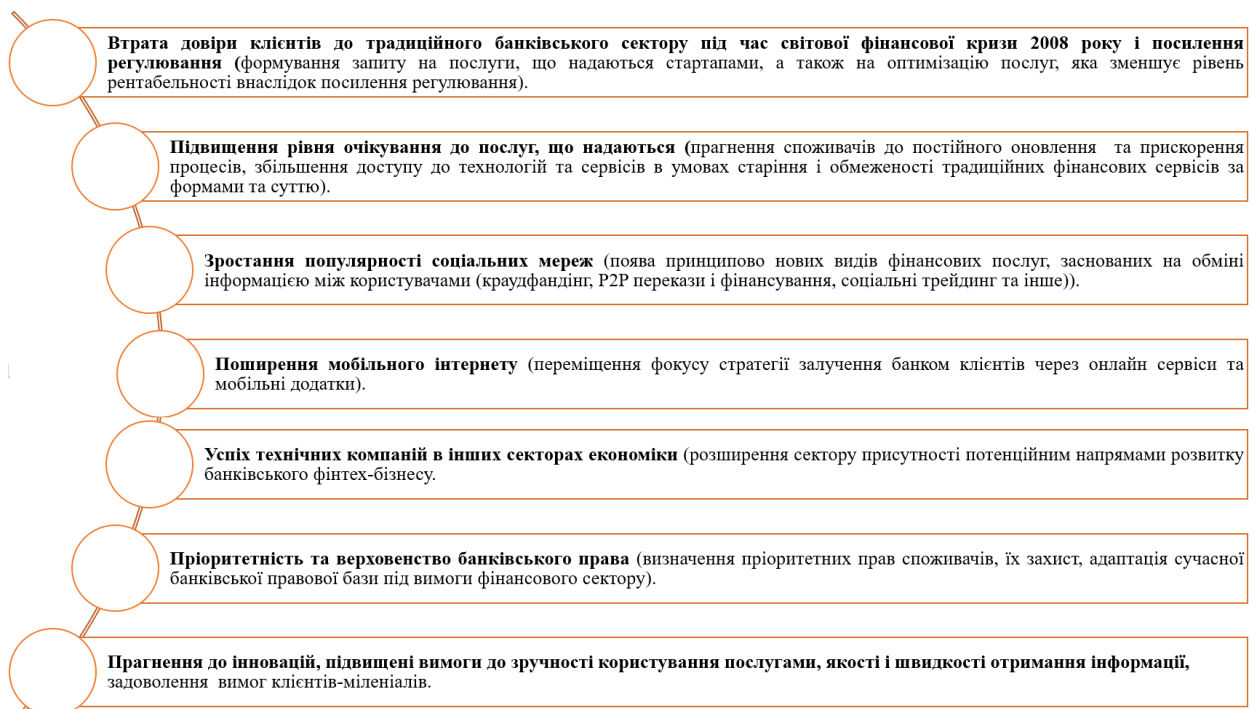 Втрата довіри клієнтів до традиційного банківського сектору під час світової фінансової кризи 2008 року і посилення
регулювання (формування запиту на послуги, що надаються стартапами, а також на оптимізацію послуг, яка зменшує рівень
рентабельності внаслідок посилення регулювання).
Підвищення рівня очікування до послуг, що надаються (прагнення споживачів до постійного оновлення та прискорення
процесів, збільшення доступу до технологій та сервісів в умовах старіння і обмеженості традиційних фінансових сервісів за
формами та суттю).
Зростання популярності соціальних мереж (поява принципово нових видів фінансових послуг, заснованих на обміні
інформацією між користувачами (краудфандінг, P2P перекази і фінансування, соціальні трейдинг та інше)).
Поширення мобільного інтернету (переміщення фокусу стратегії залучення банком клієнтів через онлайн сервіси та
мобільні додатки).
Успіх технічних компаній в інших секторах економіки (розширення сектору присутності потенційним напрямами розвитку
банківського фінтех-бізнесу.
Пріоритетність та верховенство банківського права (визначення пріоритетних прав споживачів, їх захист, адаптація сучасної
банківської правової бази під вимоги фінансового сектору).
Прагнення до інновацій, підвищені вимоги до зручності користування послугами, якості і швидкості отримання інформації,
задоволення вимог клієнтів-міленіалів.